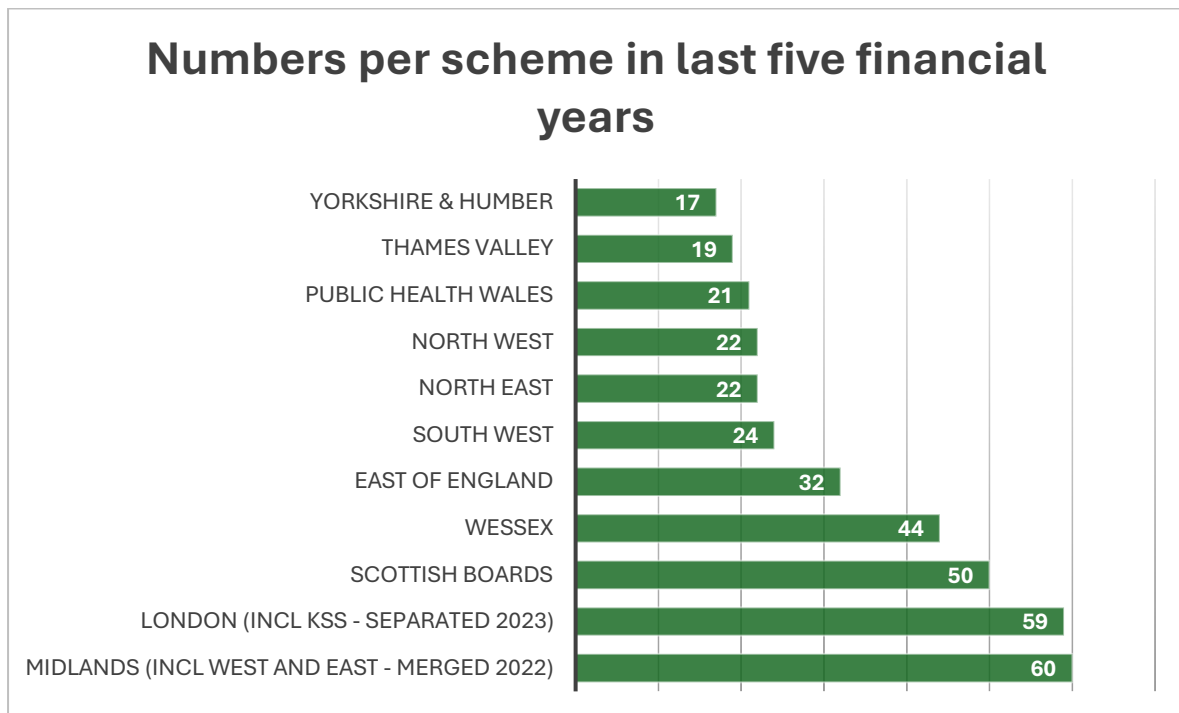 Numbers per scheme in last five financial
years
YORKSHIRE & HUMBER 17
THAMES VALLEY 19
PUBLIC HEALTH WALES 21
NORTH WEST 22
NORTH EAST 22
SOUTH WEST 24
EAST OF ENGLAND 32
WESSEX 44
SCOTTISH BOARDS 50
LONDON (INCL KSS - SEPARATED 2023) 59
MIDLANDS (INCL WEST AND EAST - MERGED 2022) 60